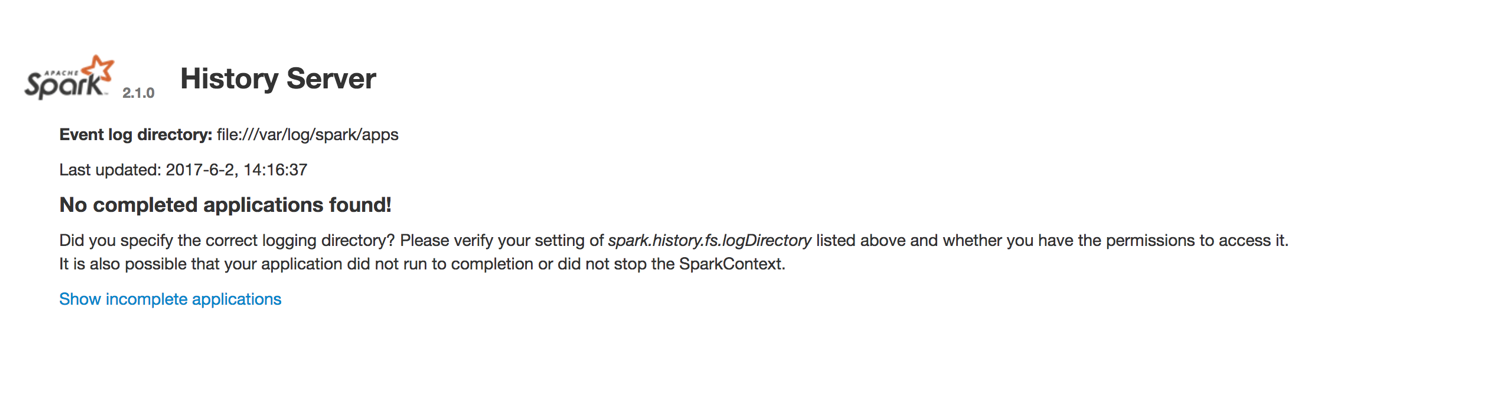 APACHE Spark 2.1.0 History Server
Event log directory: file:///var/log/spark/apps
Last updated: 2017-6-2, 14:16:37
No completed applications found!
Did you specify the correct logging directory? Please verify your setting of spark.history.fs.logDirectory listed above and whether you have the permissions to access it.
It is also possible that your application did not run to completion or did not stop the SparkContext.
Show incomplete applications